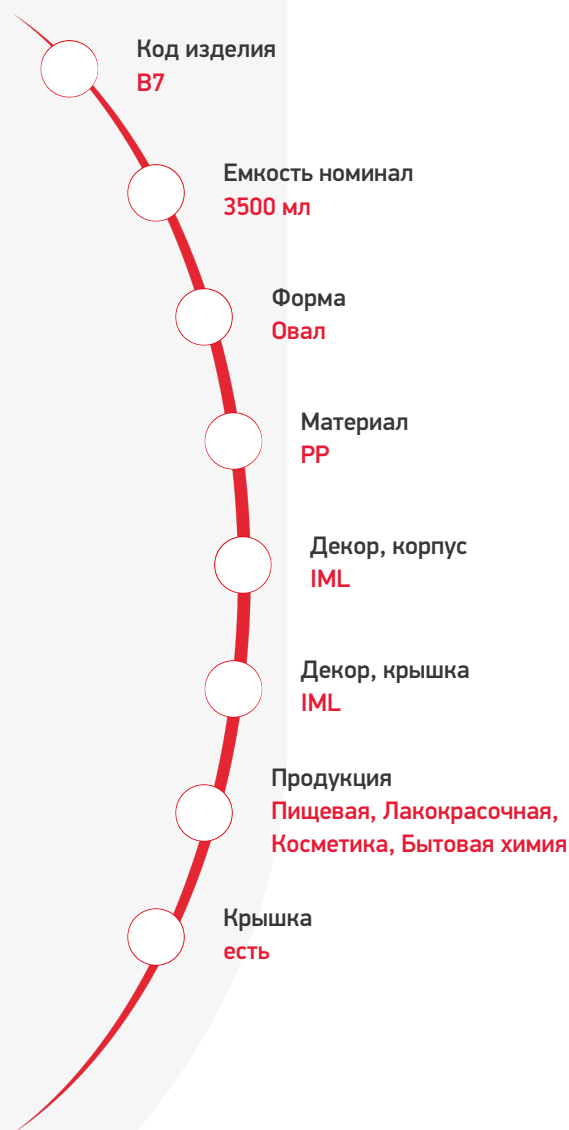 Код изделия
B7
Емкость номинал
3500 мл
Форма
Овал
Материал
PP
Декор, корпус
IML
Декор, крышка
IML
Продукция
Пищевая, Лакокрасочная,
Косметика, Бытовая химия
Крышка
есть